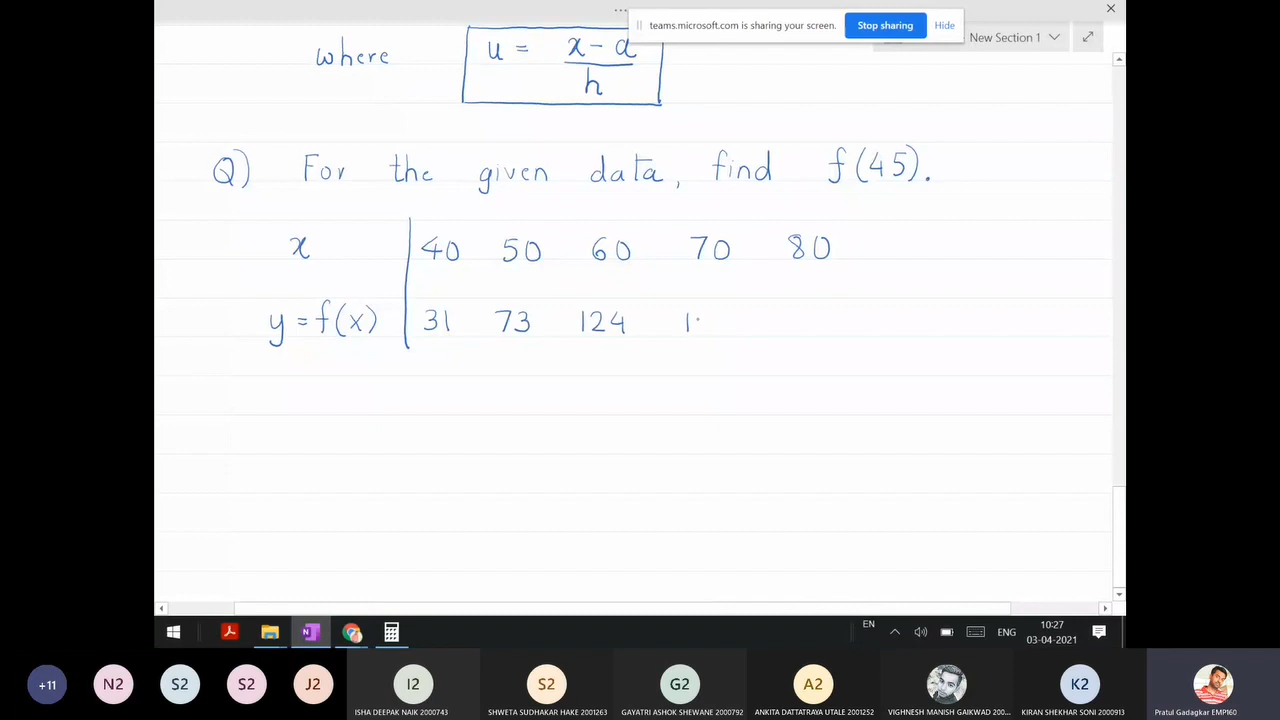 teams.microsoft.com is sharing your screen. Stop sharing Hide
New Section 1
where u = x - a / h
Q) For the given data, find f(45).
x 40 50 60 70 80
y = f(x) 31 73 124 1
EN
ENG
10:27
03-04-2021
+11 N2 S2 S2 J2 I2 S2 G2 A2 K2
ISHA DEEPAK NAIK 2000743 SHWETA SUDHAKAR HAKE 2001263 GAYATRI ASHOK SHEWANE 2000792 ANKITA DATTATRAYA UTALE 2001252 VIGHNESH MANISH GAIKWAD 200... KIRAN SHEKHAR SONI 2000913 Pratul Gadagkar EMP160